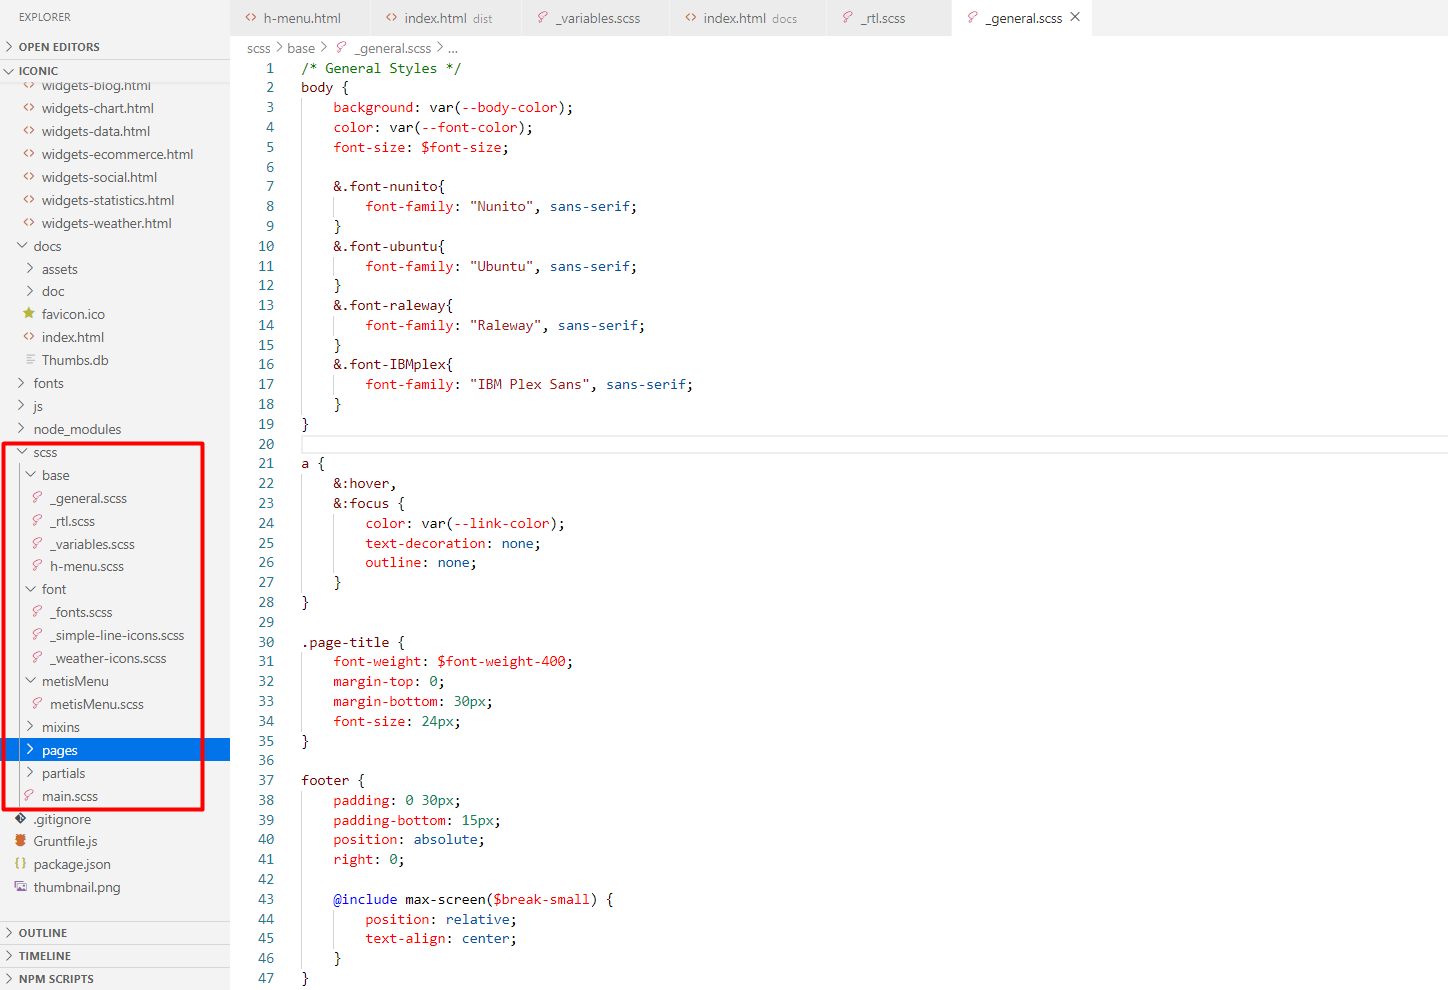 EXPLORER
OPEN EDITORS
ICONIC
widgets-blog.html
widgets-chart.html
widgets-data.html
widgets-ecommerce.html
widgets-social.html
widgets-statistics.html
widgets-weather.html
docs
assets
doc
favicon.ico
index.html
Thumbs.db
fonts
js
node_modules
scss
base
_general.scss
_rtl.scss
_variables.scss
h-menu.scss
font
_fonts.scss
_simple-line-icons.scss
_weather-icons.scss
metisMenu
metisMenu.scss
mixins
pages
partials
main.scss
.gitignore
Gruntfile.js
package.json
thumbnail.png
OUTLINE
TIMELINE
NPM SCRIPTS
h-menu.html index.html dist _variables.scss index.html docs _rtl.scss _general.scss
scss > base > _general.scss > ...
1 /* General Styles */
2 body {
3 background: var(--body-color);
4 color: var(--font-color);
5 font-size: $font-size;
6
7 &.font-nunito{
8 font-family: "Nunito", sans-serif;
9 }
10 &.font-ubuntu{
11 font-family: "Ubuntu", sans-serif;
12 }
13 &.font-raleway{
14 font-family: "Raleway", sans-serif;
15 }
16 &.font-IBMplex{
17 font-family: "IBM Plex Sans", sans-serif;
18 }
19 }
20
21 a {
22 &:hover,
23 &:focus {
24 color: var(--link-color);
25 text-decoration: none;
26 outline: none;
27 }
28 }
29
30 .page-title {
31 font-weight: $font-weight-400;
32 margin-top: 0;
33 margin-bottom: 30px;
34 font-size: 24px;
35 }
36
37 footer {
38 padding: 0 30px;
39 padding-bottom: 15px;
40 position: absolute;
41 right: 0;
42
43 @include max-screen($break-small) {
44 position: relative;
45 text-align: center;
46 }
47 }